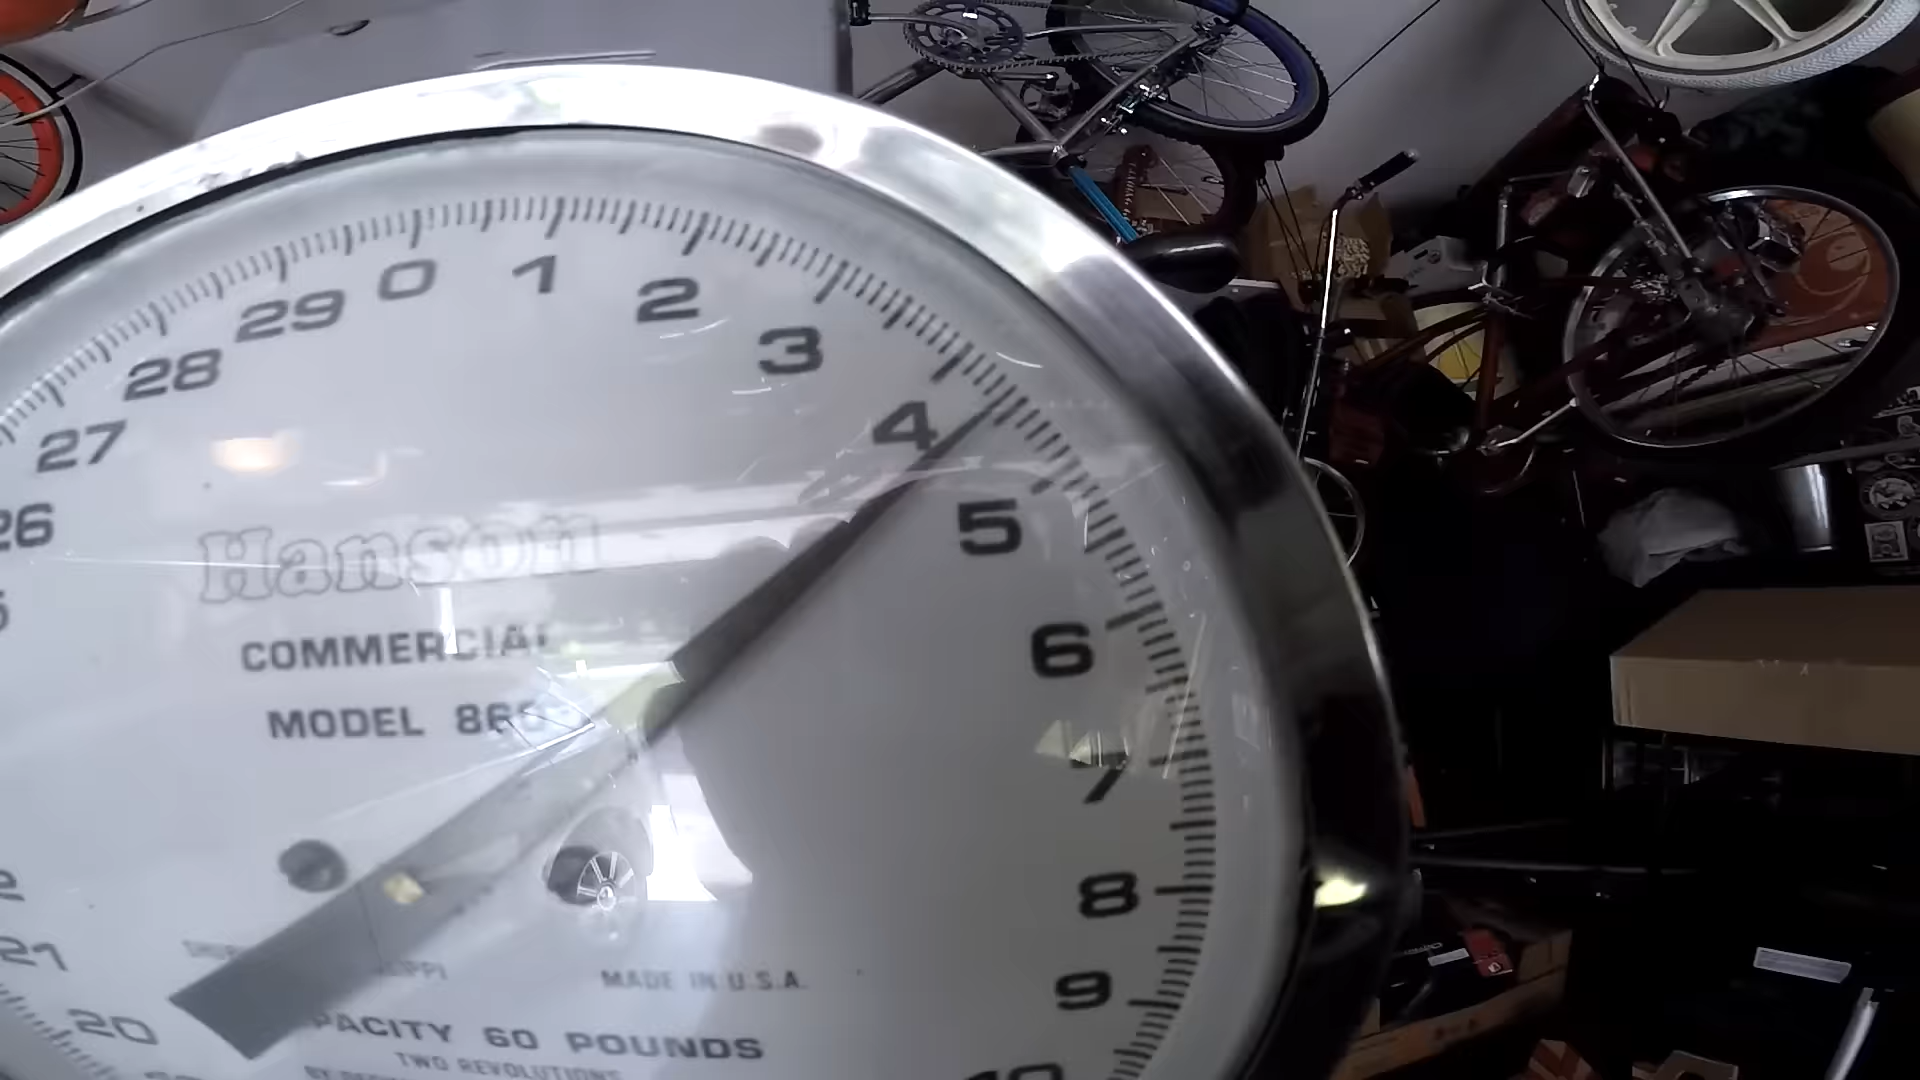 0 1 2 3 4 5 6 7 8 9 10
29 28 27 26
21 20
Hanson
COMMERCIAL
MODEL
MADE IN U.S.A.
60 POUNDS
TWO REVOLUTIONS